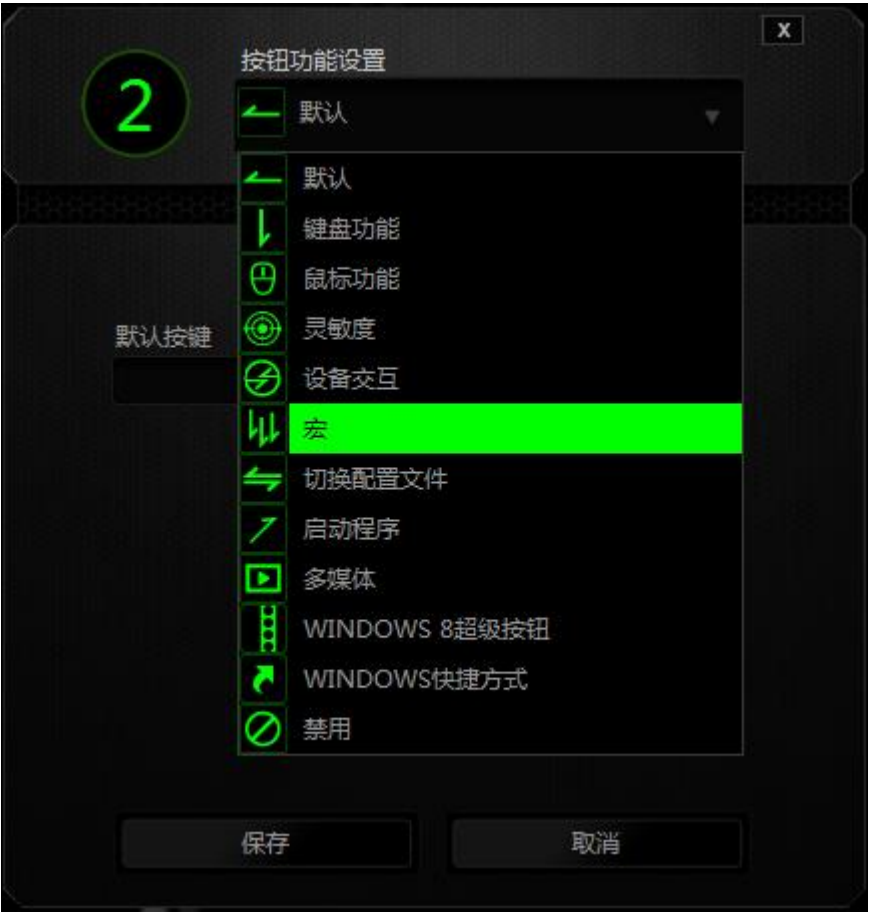 X
按钮功能设置
2
默认
默认
键盘功能
鼠标功能
灵敏度
默认按键
设备交互
宏
切换配置文件
启动程序
多媒体
WINDOWS 8超级按钮
WINDOWS快捷方式
禁用
保存
取消